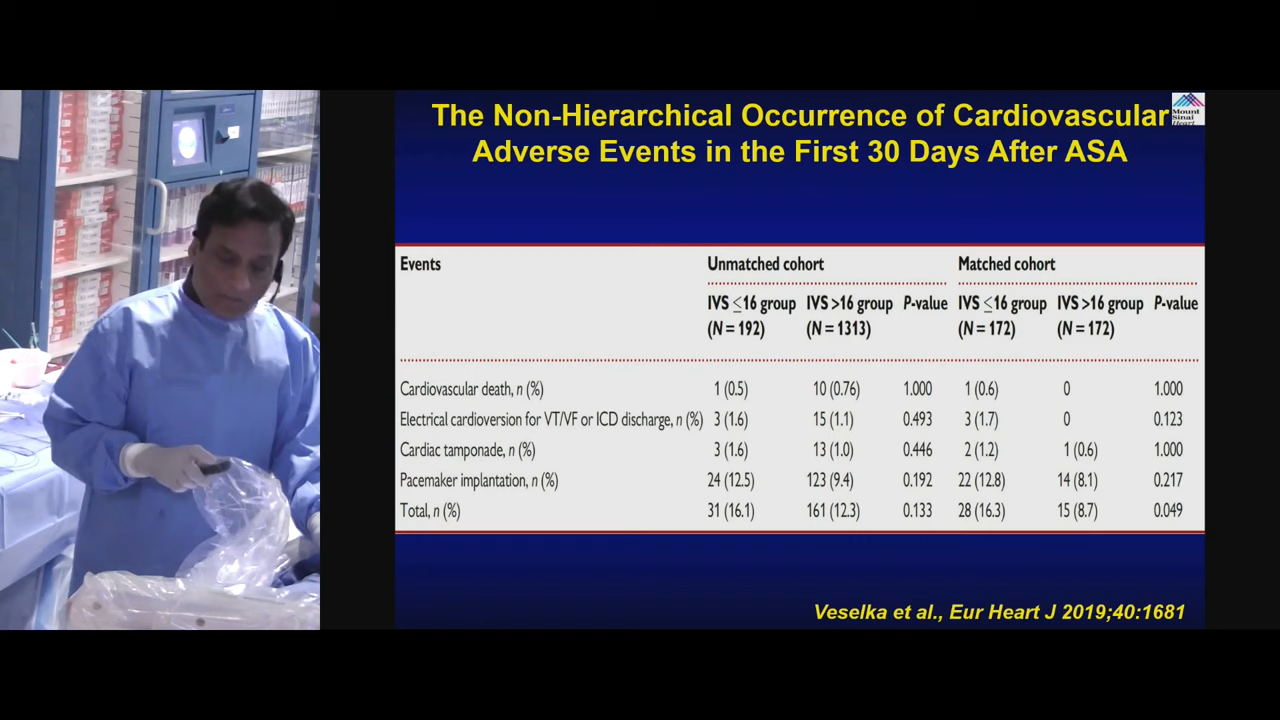 The Non-Hierarchical Occurrence of Cardiovascular
Adverse Events in the First 30 Days After ASA
Mount
Sinai
Heart
Events Unmatched cohort Matched cohort
IVS ≤16 group IVS >16 group P-value IVS ≤16 group IVS >16 group P-value
(N = 192) (N = 1313) (N = 172) (N = 172)
Cardiovascular death, n (%) 1 (0.5) 10 (0.76) 1.000 1 (0.6) 0 1.000
Electrical cardioversion for VT/VF or ICD discharge, n (%) 3 (1.6) 15 (1.1) 0.493 3 (1.7) 0 0.123
Cardiac tamponade, n (%) 3 (1.6) 13 (1.0) 0.446 2 (1.2) 1 (0.6) 1.000
Pacemaker implantation, n (%) 24 (12.5) 123 (9.4) 0.192 22 (12.8) 14 (8.1) 0.217
Total, n (%) 31 (16.1) 161 (12.3) 0.133 28 (16.3) 15 (8.7) 0.049
Veselka et al., Eur Heart J 2019;40:1681